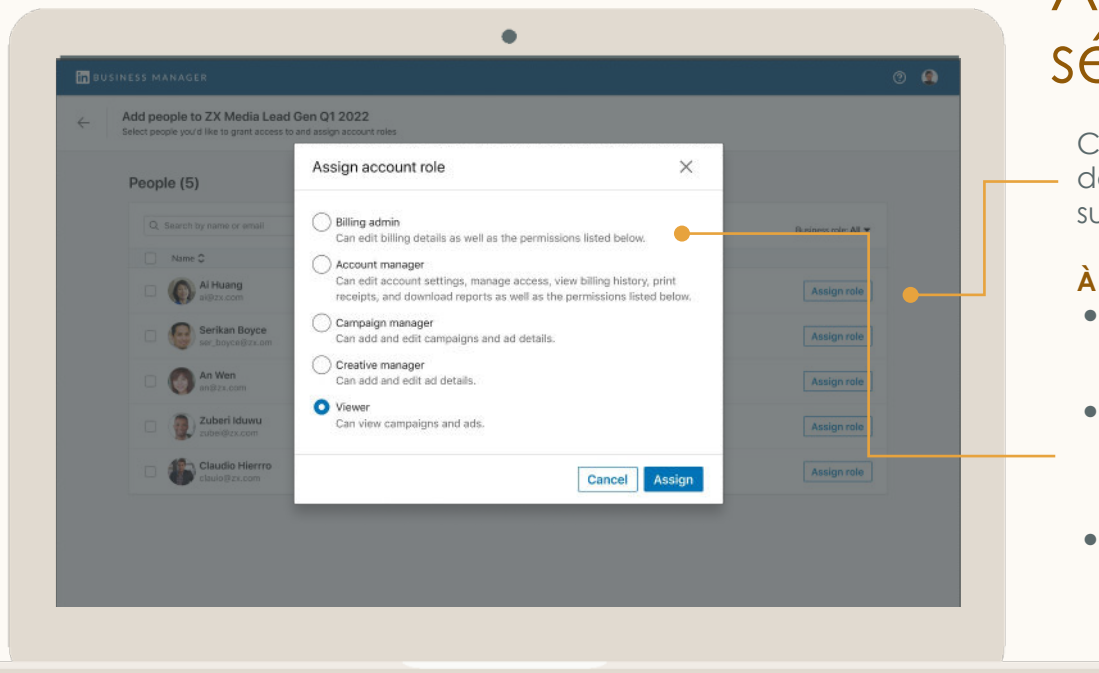 in BUSINESS MANAGER
Add people to ZX Media Lead Gen Q1 2022
Select people you'd like to grant access to and assign account roles
People (5)
Search by name or email
Business role: All
Name
Ai Huang
ai@zx.com
Assign role
Serikan Boyce
ser_boyce@zx.om
Assign role
An Wen
an@zx.com
Assign role
Zuberi Iduwu
zube@zx.com
Assign role
Claudio Hierrro
claulo@zx.com
Assign role
Assign account role
Billing admin
Can edit billing details as well as the permissions listed below.
Account manager
Can edit account settings, manage access, view billing history, print
receipts, and download reports as well as the permissions listed below.
Campaign manager
Can add and edit campaigns and ad details.
Creative manager
Can add and edit ad details.
Viewer
Can view campaigns and ads.
Cancel
Assign
sé
À